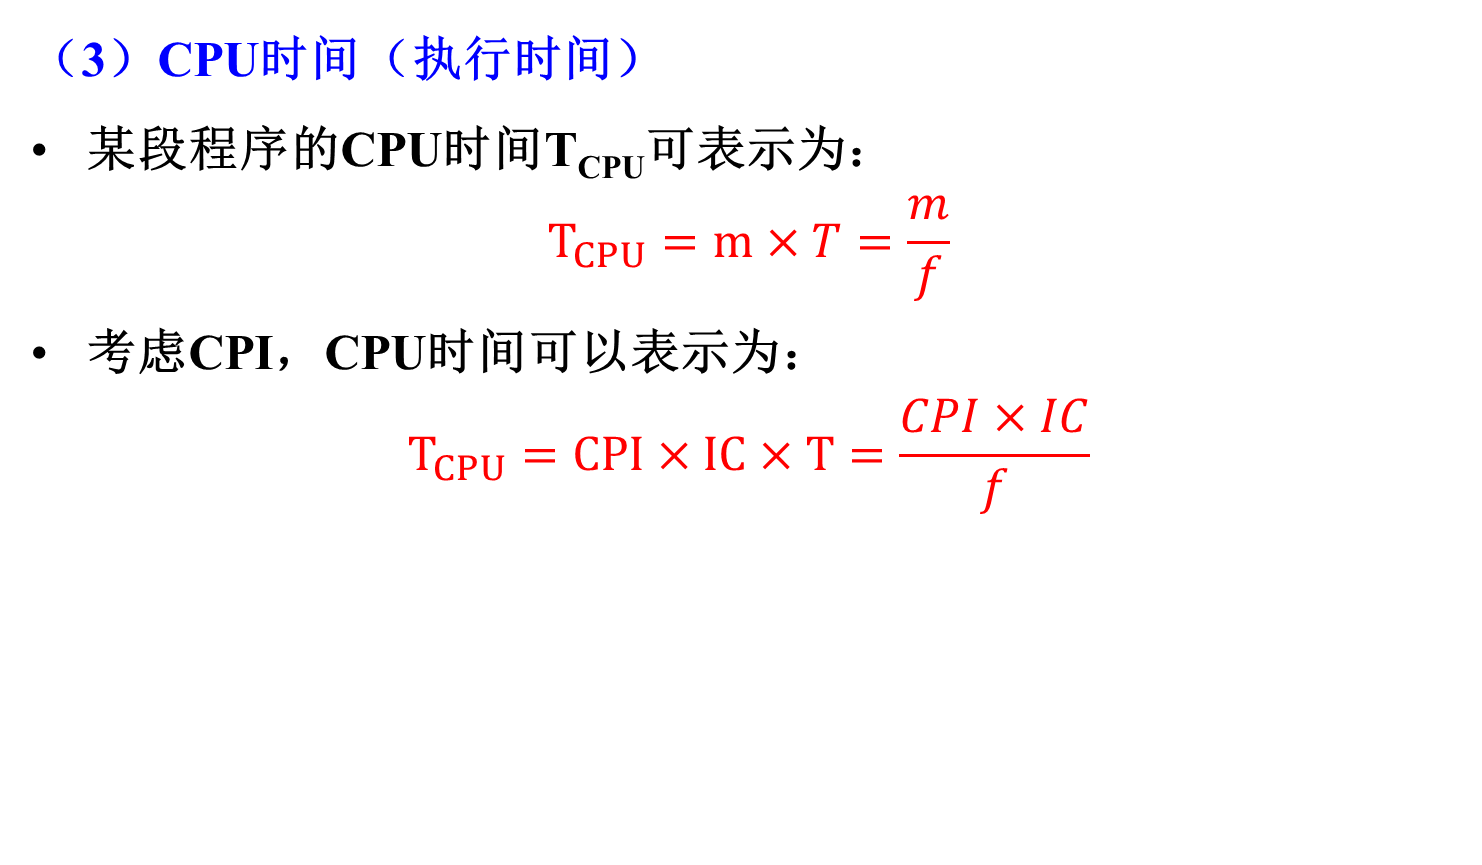 （3）CPU时间（执行时间）
• 某段程序的CPU时间T_CPU可表示为：
T_CPU = m × T = m/f
• 考虑CPI，CPU时间可以表示为：
T_CPU = CPI × IC × T = (CPI × IC)/f